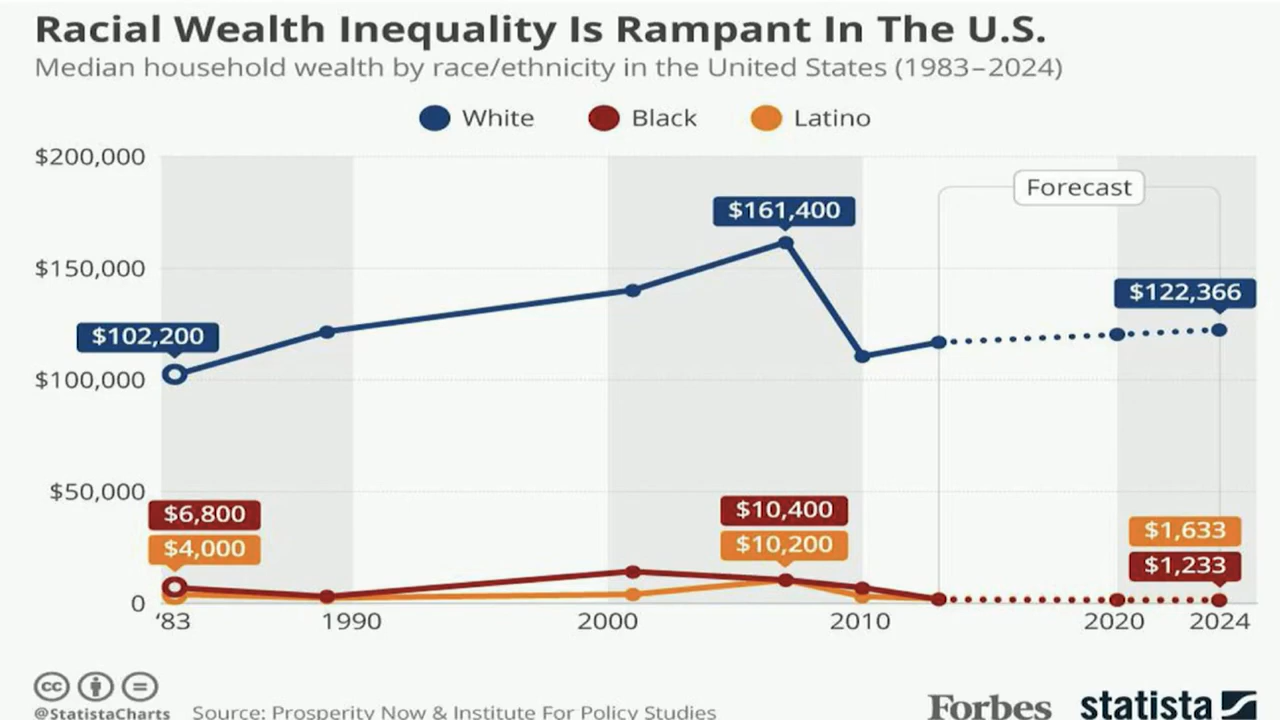 Racial Wealth Inequality Is Rampant In The U.S.
Median household wealth by race/ethnicity in the United States (1983–2024)
White Black Latino
$200,000
Forecast
$161,400
$150,000
$122,366
$102,200
$100,000
$50,000
$6,800 $10,400
$4,000 $10,200 $1,633
$1,233
0
‘83 1990 2000 2010 2020 2024
cc
@StatistaCharts Source: Prosperity Now & Institute For Policy Studies
Forbes statista